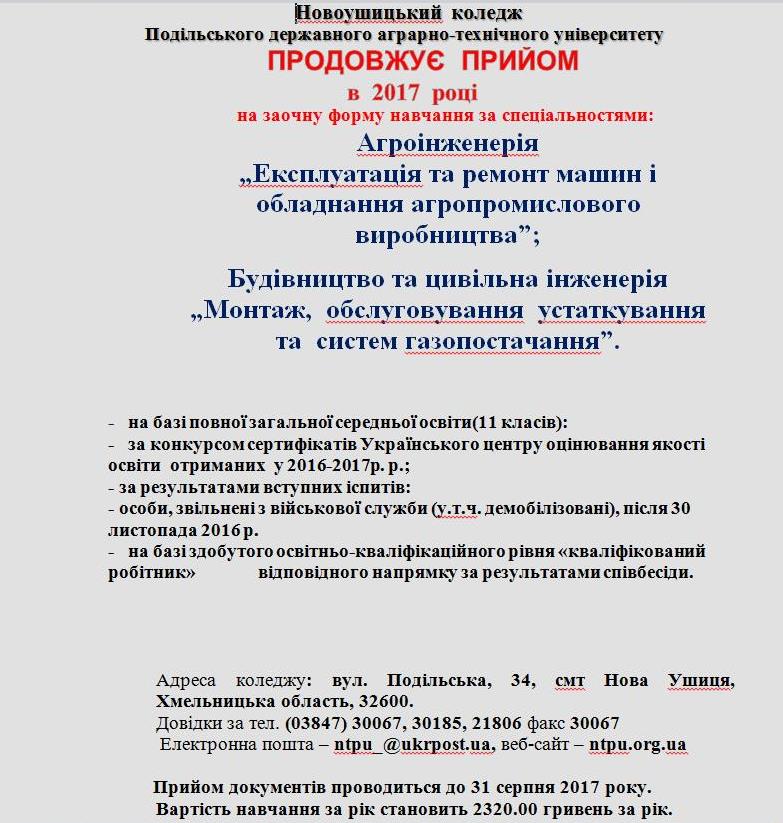 Новоушицький коледж
Подільського державного аграрно-технічного університету
ПРОДОВЖУЄ ПРИЙОМ
в 2017 році
на заочну форму навчання за спеціальностями:
Агроінженерія
„Експлуатація та ремонт машин і
обладнання агропромислового
виробництва”;
Будівництво та цивільна інженерія
„Монтаж, обслуговування устаткування
та систем газопостачання”.
- на базі повної загальної середньої освіти(11 класів):
- за конкурсом сертифікатів Українського центру оцінювання якості
освіти отриманих у 2016-2017р. р.;
- за результатами вступних іспитів:
- особи, звільнені з військової служби (у.т.ч. демобілізовані), після 30
листопада 2016 р.
- на базі здобутого освітньо-кваліфікаційного рівня «кваліфікований
робітник» відповідного напрямку за результатами співбесіди.
Адреса коледжу: вул. Подільська, 34, смт Нова Ушиця,
Хмельницька область, 32600.
Довідки за тел. (03847) 30067, 30185, 21806 факс 30067
Електронна пошта – ntpu_@ukrpost.ua, веб-сайт – ntpu.org.ua
Прийом документів проводиться до 31 серпня 2017 року.
Вартість навчання за рік становить 2320.00 гривень за рік.